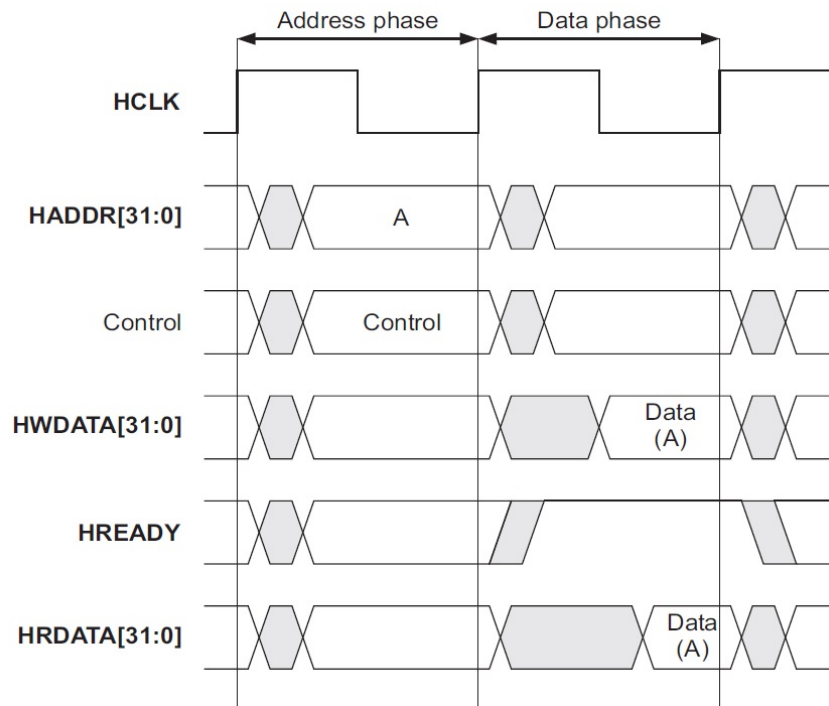 Address phase Data phase
HCLK
HADDR[31:0] A
Control Control
HWDATA[31:0] Data
(A)
HREADY
HRDATA[31:0] Data
(A)